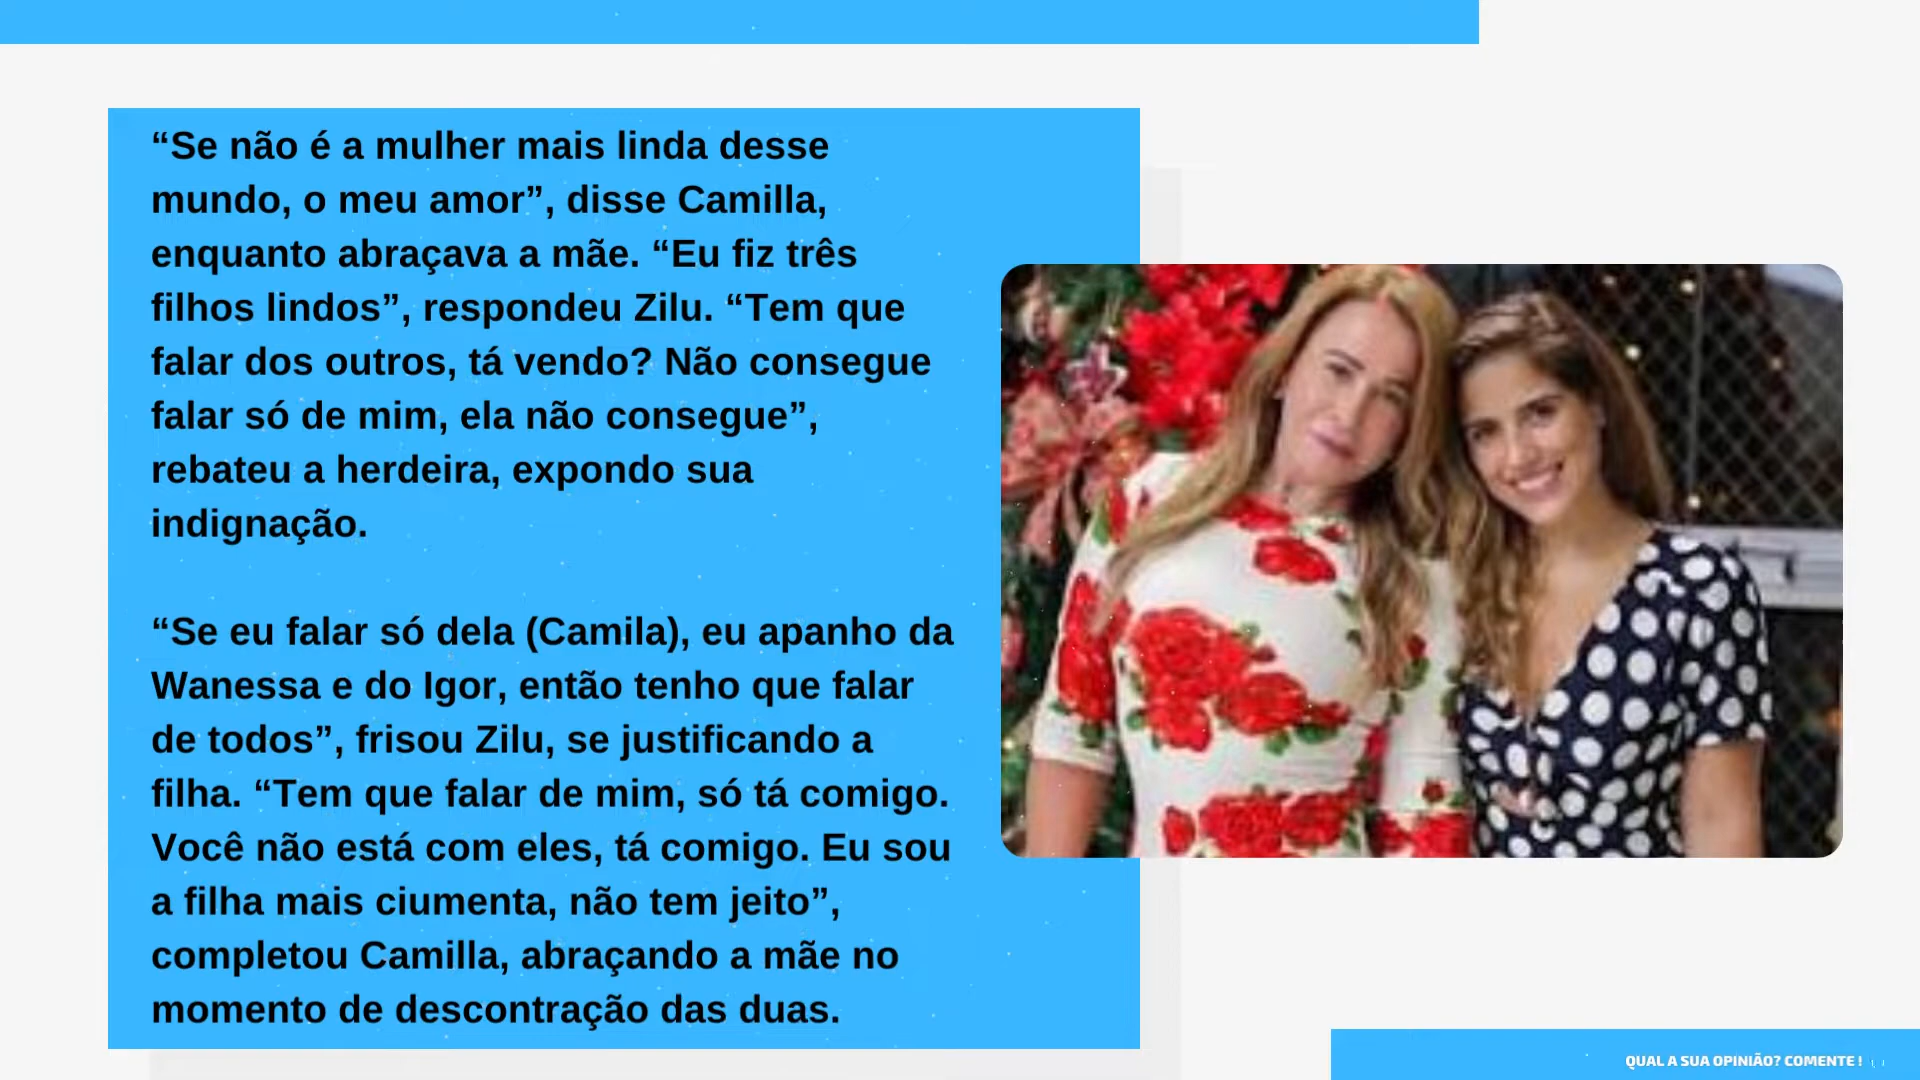 “Se não é a mulher mais linda desse
mundo, o meu amor”, disse Camilla,
enquanto abraçava a mãe. “Eu fiz três
filhos lindos”, respondeu Zilu. “Tem que
falar dos outros, tá vendo? Não consegue
falar só de mim, ela não consegue”,
rebateu a herdeira, expondo sua
indignação.
“Se eu falar só dela (Camila), eu apanho da
Wanessa e do Igor, então tenho que falar
de todos”, frisou Zilu, se justificando a
filha. “Tem que falar de mim, só tá comigo.
Você não está com eles, tá comigo. Eu sou
a filha mais ciumenta, não tem jeito”,
completou Camilla, abraçando a mãe no
momento de descontração das duas.
QUAL A SUA OPINIÃO? COMENTE !